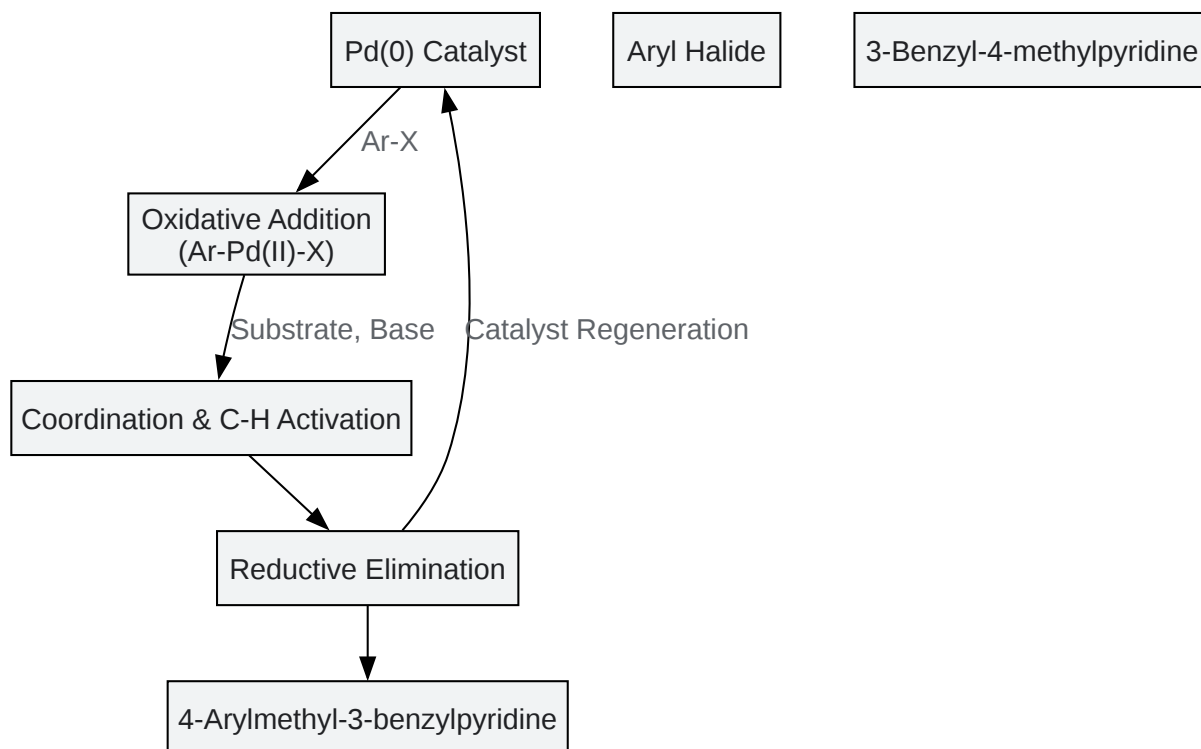 Pd(0) Catalyst
Aryl Halide
3-Benzyl-4-methylpyridine
Ar-X
Oxidative Addition
(Ar-Pd(II)-X)
Substrate, Base
Catalyst Regeneration
Coordination & C-H Activation
Reductive Elimination
4-Arylmethyl-3-benzylpyridine